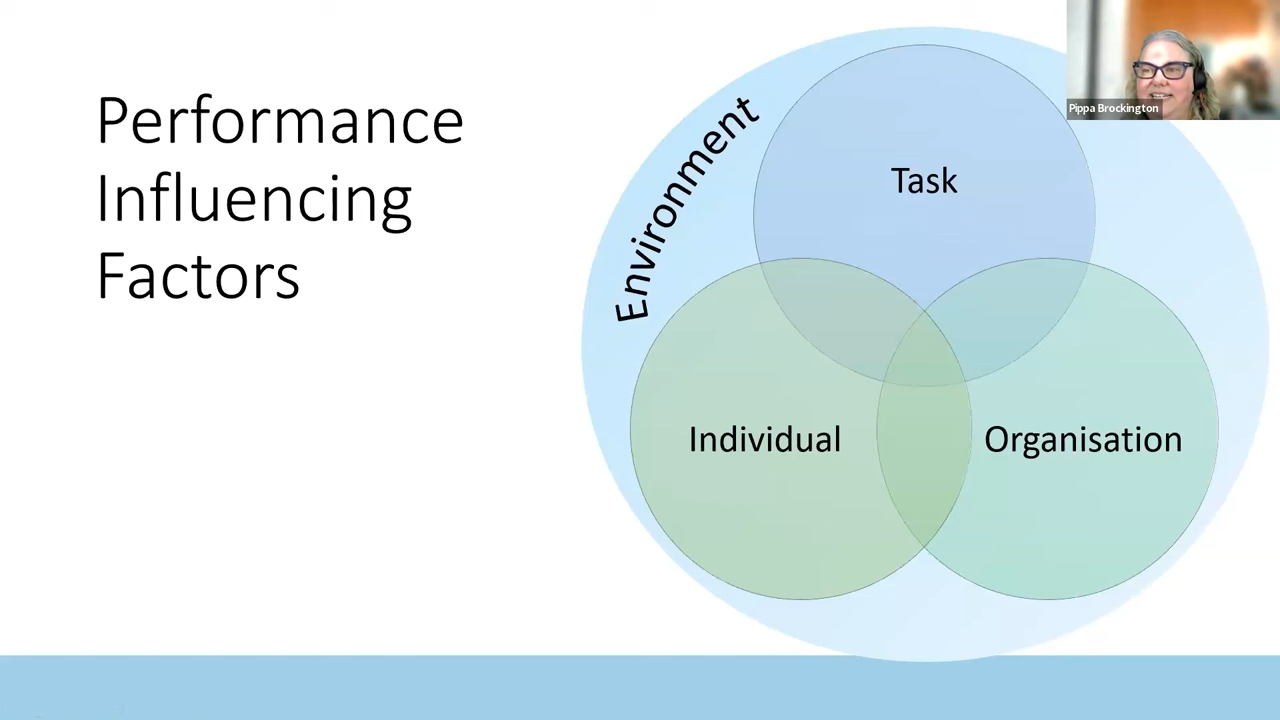 Performance
Influencing
Factors
Environment
Task
Individual
Organisation
Pippa Brockington